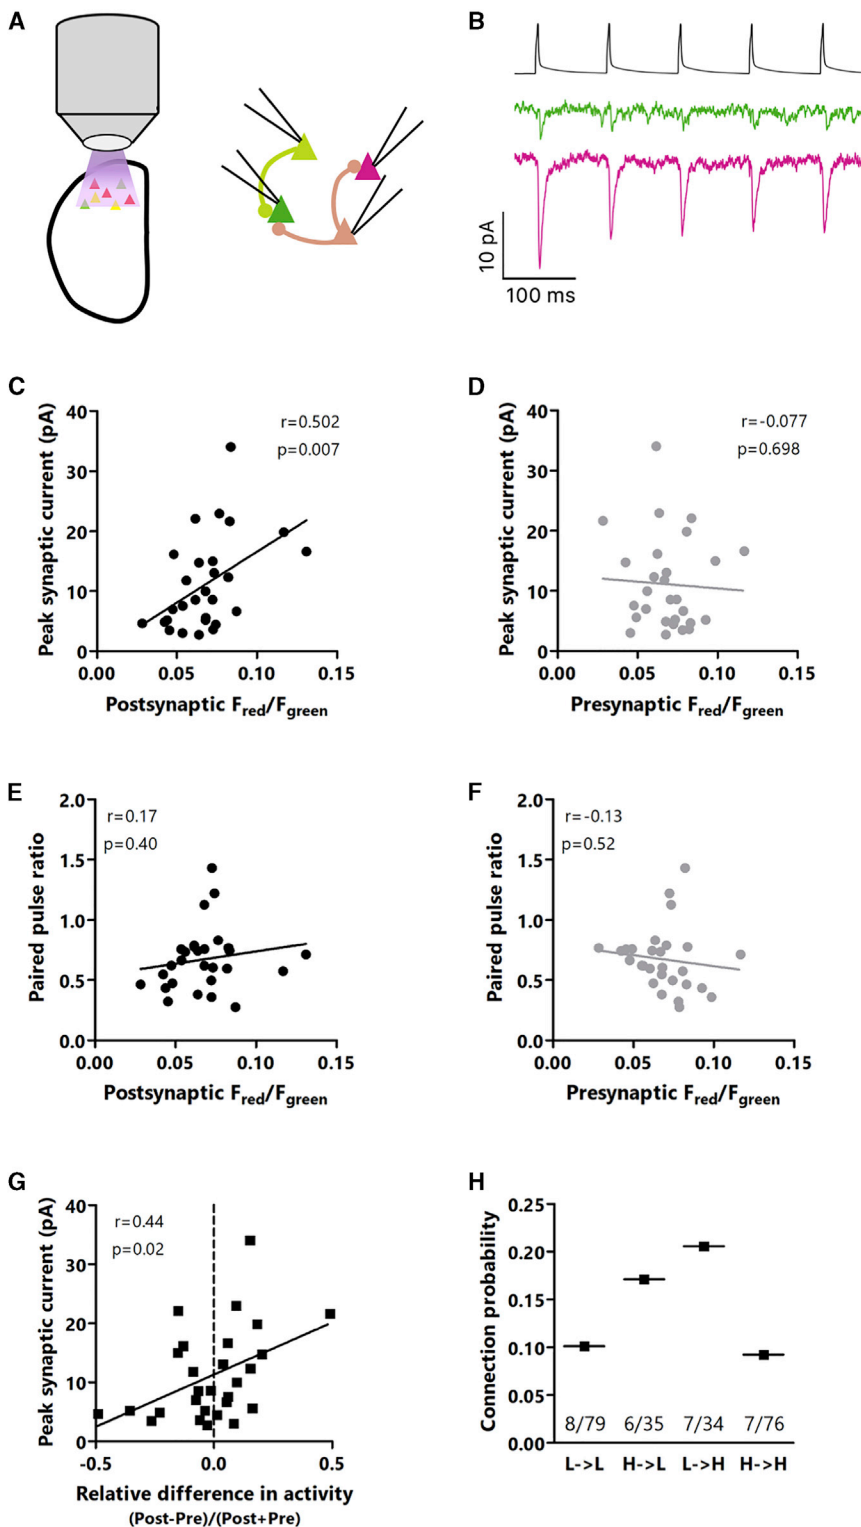 A
B
10 pA
100 ms
C
Peak synaptic current (pA)
40
30
20
10
0
r=0.502
p=0.007
0.00 0.05 0.10 0.15
Postsynaptic Fred/Fgreen
D
Peak synaptic current (pA)
40
30
20
10
0
r=-0.077
p=0.698
0.00 0.05 0.10 0.15
Presynaptic Fred/Fgreen
E
Paired pulse ratio
2.0
1.5
1.0
0.5
0.0
r=0.17
p=0.40
0.00 0.05 0.10 0.15
Postsynaptic Fred/Fgreen
F
Paired pulse ratio
2.0
1.5
1.0
0.5
0.0
r=-0.13
p=0.52
0.00 0.05 0.10 0.15
Presynaptic Fred/Fgreen
G
Peak synaptic current (pA)
40
30
20
10
0
r=0.44
p=0.02
-0.5 0.0 0.5
Relative difference in activity
(Post-Pre)/(Post+Pre)
H
Connection probability
0.25
0.20
0.15
0.10
0.05
0.00
8/79 6/35 7/34 7/76
L->L H->L L->H H->H